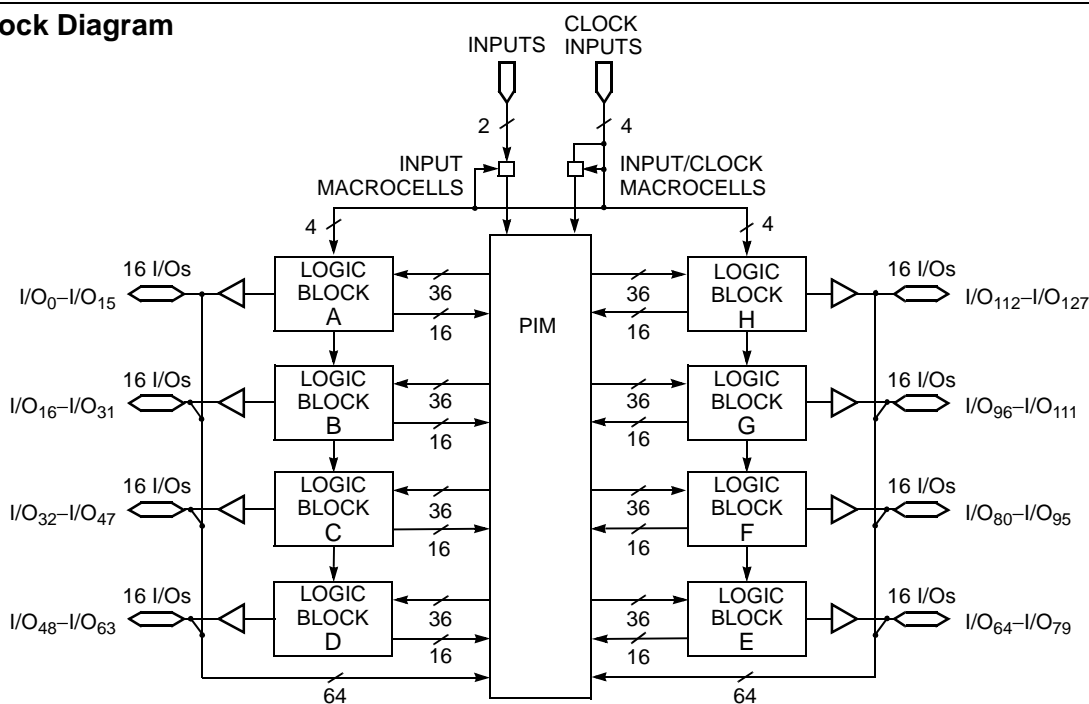 ock Diagram
INPUTS
CLOCK
INPUTS
2
4
INPUT
MACROCELLS
INPUT/CLOCK
MACROCELLS
4
4
16 I/Os
I/O0–I/O15
LOGIC
BLOCK
A
36
16
PIM
36
16
LOGIC
BLOCK
H
16 I/Os
I/O112–I/O127
16 I/Os
I/O16–I/O31
LOGIC
BLOCK
B
36
16
36
16
LOGIC
BLOCK
G
16 I/Os
I/O96–I/O111
16 I/Os
I/O32–I/O47
LOGIC
BLOCK
C
36
16
36
16
LOGIC
BLOCK
F
16 I/Os
I/O80–I/O95
16 I/Os
I/O48–I/O63
LOGIC
BLOCK
D
36
16
36
16
LOGIC
BLOCK
E
16 I/Os
I/O64–I/O79
64
64